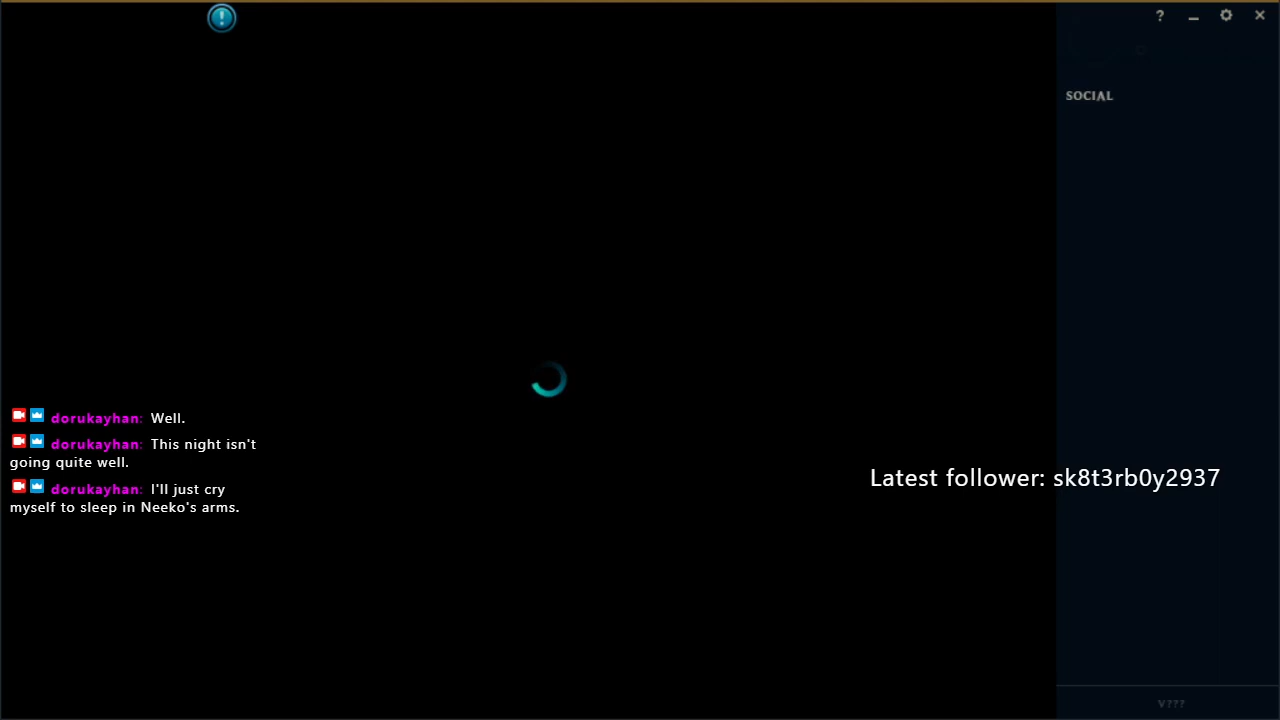 ?
SOCIAL
dorukayhan: Well.
dorukayhan: This night isn't
going quite well.
dorukayhan: I'll just cry
myself to sleep in Neeko's arms.
Latest follower: sk8t3rb0y2937
V???